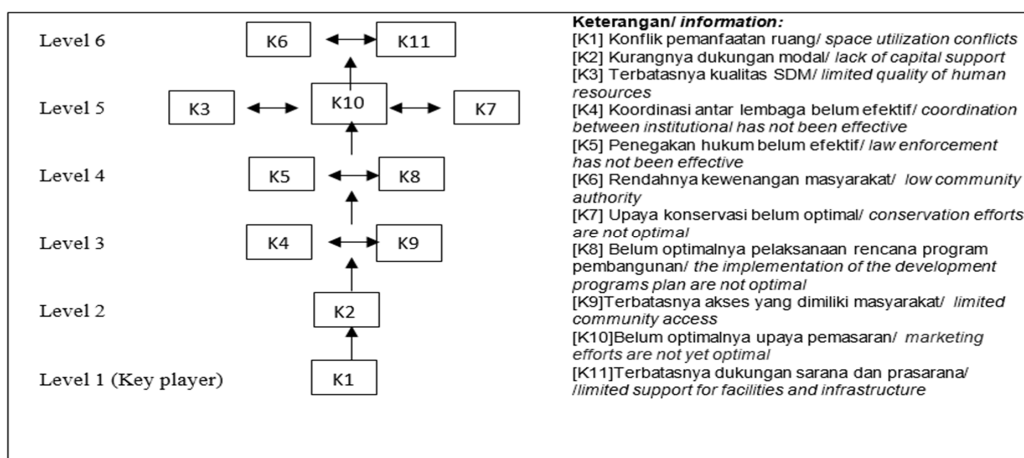 Level 6
K6
K11
Level 5
K3
K10
K7
Level 4
K5
K8
Level 3
K4
K9
Level 2
K2
Level 1 (Key player)
K1
Keterangan/ information:
[K1] Konflik pemanfaatan ruang/ space utilization conflicts
[K2] Kurangnya dukungan modal/ lack of capital support
[K3] Terbatasnya kualitas SDM/ limited quality of human
resources
[K4] Koordinasi antar lembaga belum efektif/ coordination
between institutional has not been effective
[K5] Penegakan hukum belum efektif/ law enforcement
has not been effective
[K6] Rendahnya kewenangan masyarakat/ low community
authority
[K7] Upaya konservasi belum optimal/ conservation efforts
are not optimal
[K8] Belum optimalnya pelaksanaan rencana program
pembangunan/ the implementation of the development
programs plan are not optimal
[K9]Terbatasnya akses yang dimiliki masyarakat/ limited
community access
[K10]Belum optimalnya upaya pemasaran/ marketing
efforts are not yet optimal
[K11]Terbatasnya dukungan sarana dan prasarana/
/limited support for facilities and infrastructure